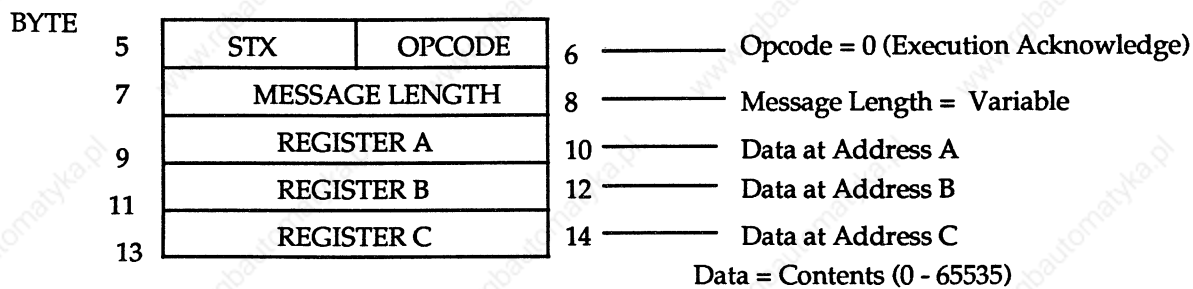 BYTE
5 STX OPCODE 6 Opcode = 0 (Execution Acknowledge)
7 MESSAGE LENGTH 8 Message Length = Variable
9 REGISTER A 10 Data at Address A
11 REGISTER B 12 Data at Address B
13 REGISTER C 14 Data at Address C
Data = Contents (0 - 65535)